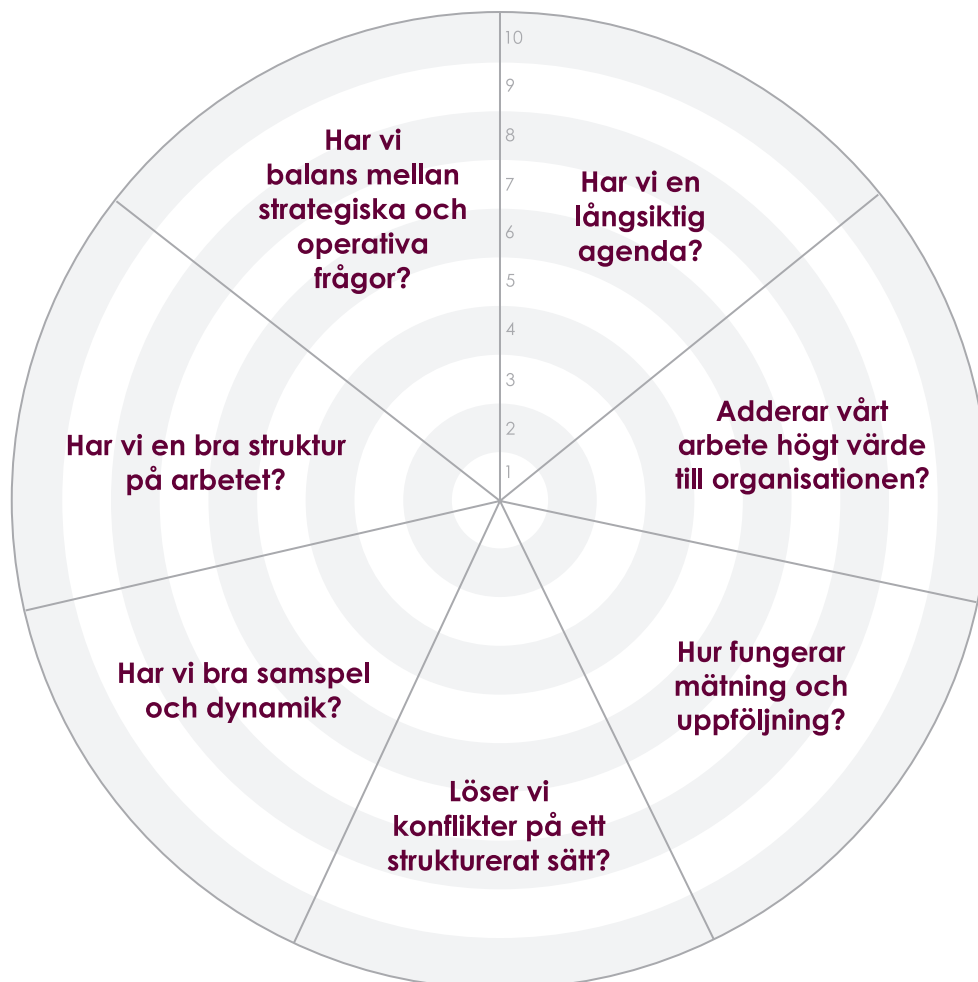 10
9
8
7
6
5
4
3
2
1
Har vi
balans mellan
strategiska och
operativa
frågor?
Har vi en
långsiktig
agenda?
Adderar vårt
arbete högt värde
till organisationen?
Hur fungerar
mätning och
uppföljning?
Löser vi
konflikter på ett
strukturerat sätt?
Har vi bra samspel
och dynamik?
Har vi en bra struktur
på arbetet?